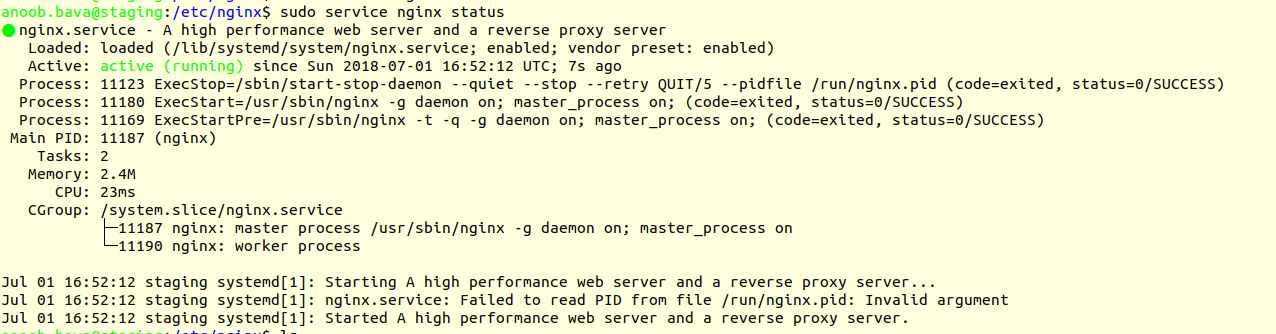 anoob.bava@staging:/etc/nginx$ sudo service nginx status
● nginx.service - A high performance web server and a reverse proxy server
   Loaded: loaded (/lib/systemd/system/nginx.service; enabled; vendor preset: enabled)
   Active: active (running) since Sun 2018-07-01 16:52:12 UTC; 7s ago
  Process: 11123 ExecStop=/sbin/start-stop-daemon --quiet --stop --retry QUIT/5 --pidfile /run/nginx.pid (code=exited, status=0/SUCCESS)
  Process: 11180 ExecStart=/usr/sbin/nginx -g daemon on; master_process on; (code=exited, status=0/SUCCESS)
  Process: 11169 ExecStartPre=/usr/sbin/nginx -t -q -g daemon on; master_process on; (code=exited, status=0/SUCCESS)
 Main PID: 11187 (nginx)
    Tasks: 2
   Memory: 2.4M
      CPU: 23ms
   CGroup: /system.slice/nginx.service
           ├─11187 nginx: master process /usr/sbin/nginx -g daemon on; master_process on
           └─11190 nginx: worker process
Jul 01 16:52:12 staging systemd[1]: Starting A high performance web server and a reverse proxy server...
Jul 01 16:52:12 staging systemd[1]: nginx.service: Failed to read PID from file /run/nginx.pid: Invalid argument
Jul 01 16:52:12 staging systemd[1]: Started A high performance web server and a reverse proxy server.